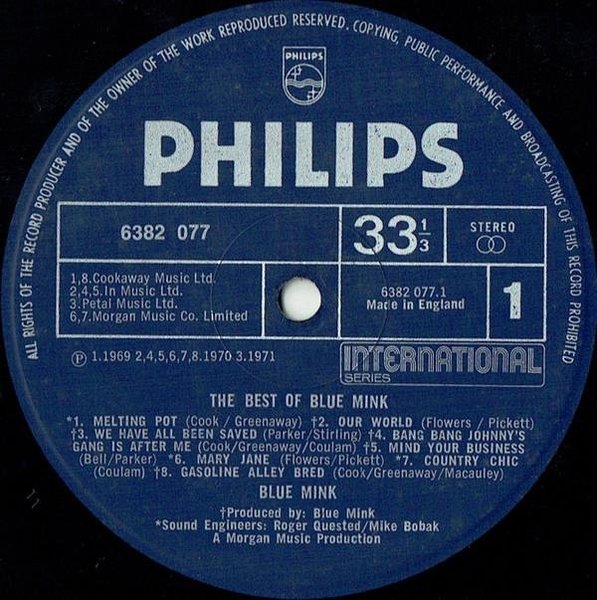 ALL RIGHTS OF THE RECORD PRODUCER AND OF THE OWNER OF THE WORK REPRODUCED RESERVED. COPYING, PUBLIC PERFORMANCE AND BROADCASTING OF THIS RECORD PROHIBITED
PHILIPS
PHILIPS
6382 077
33 1/3
STEREO
1,8.Cookaway Music Ltd.
2,4,5.In Music Ltd.
3.Petal Music Ltd.
6,7.Morgan Music Co. Limited
6382 077.1
Made in England
1
Ⓟ 1.1969 2,4,5,6,7,8.1970 3.1971
INTERNATIONAL
SERIES
THE BEST OF BLUE MINK
*1. MELTING POT (Cook / Greenaway) †2. OUR WORLD (Flowers / Pickett)
†3. WE HAVE ALL BEEN SAVED (Parker/Stirling) †4. BANG BANG JOHNNY'S
GANG IS AFTER ME (Cook/Greenaway/Coulam) †5. MIND YOUR BUSINESS
(Bell/Parker) *6. MARY JANE (Flowers/Pickett) *7. COUNTRY CHIC
(Coulam) †8. GASOLINE ALLEY BRED (Cook/Greenaway/Macauley)
BLUE MINK
†Produced by: Blue Mink
*Sound Engineers: Roger Quested/Mike Bobak
A Morgan Music Production